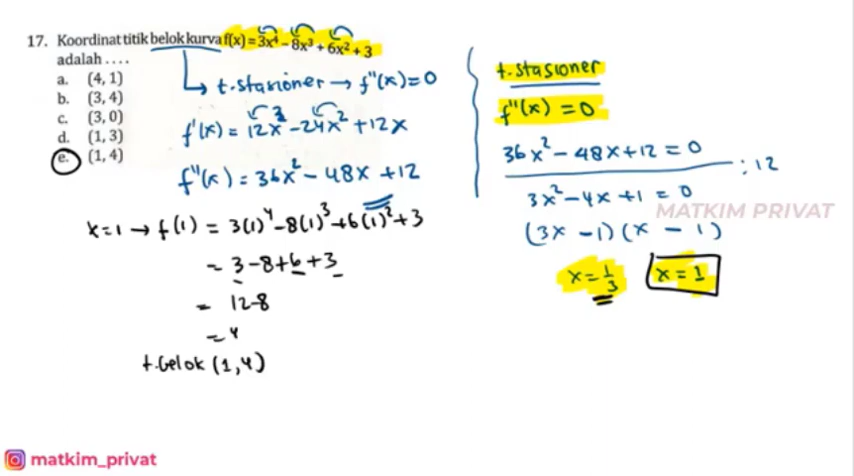 17. Koordinat titik belok kurva f(x) = 3x⁴ – 8x³ + 6x² + 3
adalah . . . .
a. (4, 1)
b. (3, 4)
c. (3, 0)
d. (1, 3)
e. (1, 4)
↳ t.stasioner → f"(x) = 0
f'(x) = 12x³ - 24x² + 12x
f"(x) = 36x² - 48x + 12
x=1 → f(1) = 3(1)⁴ - 8(1)³ + 6(1)² + 3
= 3 - 8 + 6 + 3
= 12 - 8
= 4
t.belok (1,4)
t.stasioner
f"(x) = 0
36x² - 48x + 12 = 0
: 12
3x² - 4x + 1 = 0
MATKIM PRIVAT
(3x - 1)(x - 1)
x = 1/3 x = 1
matkim_privat